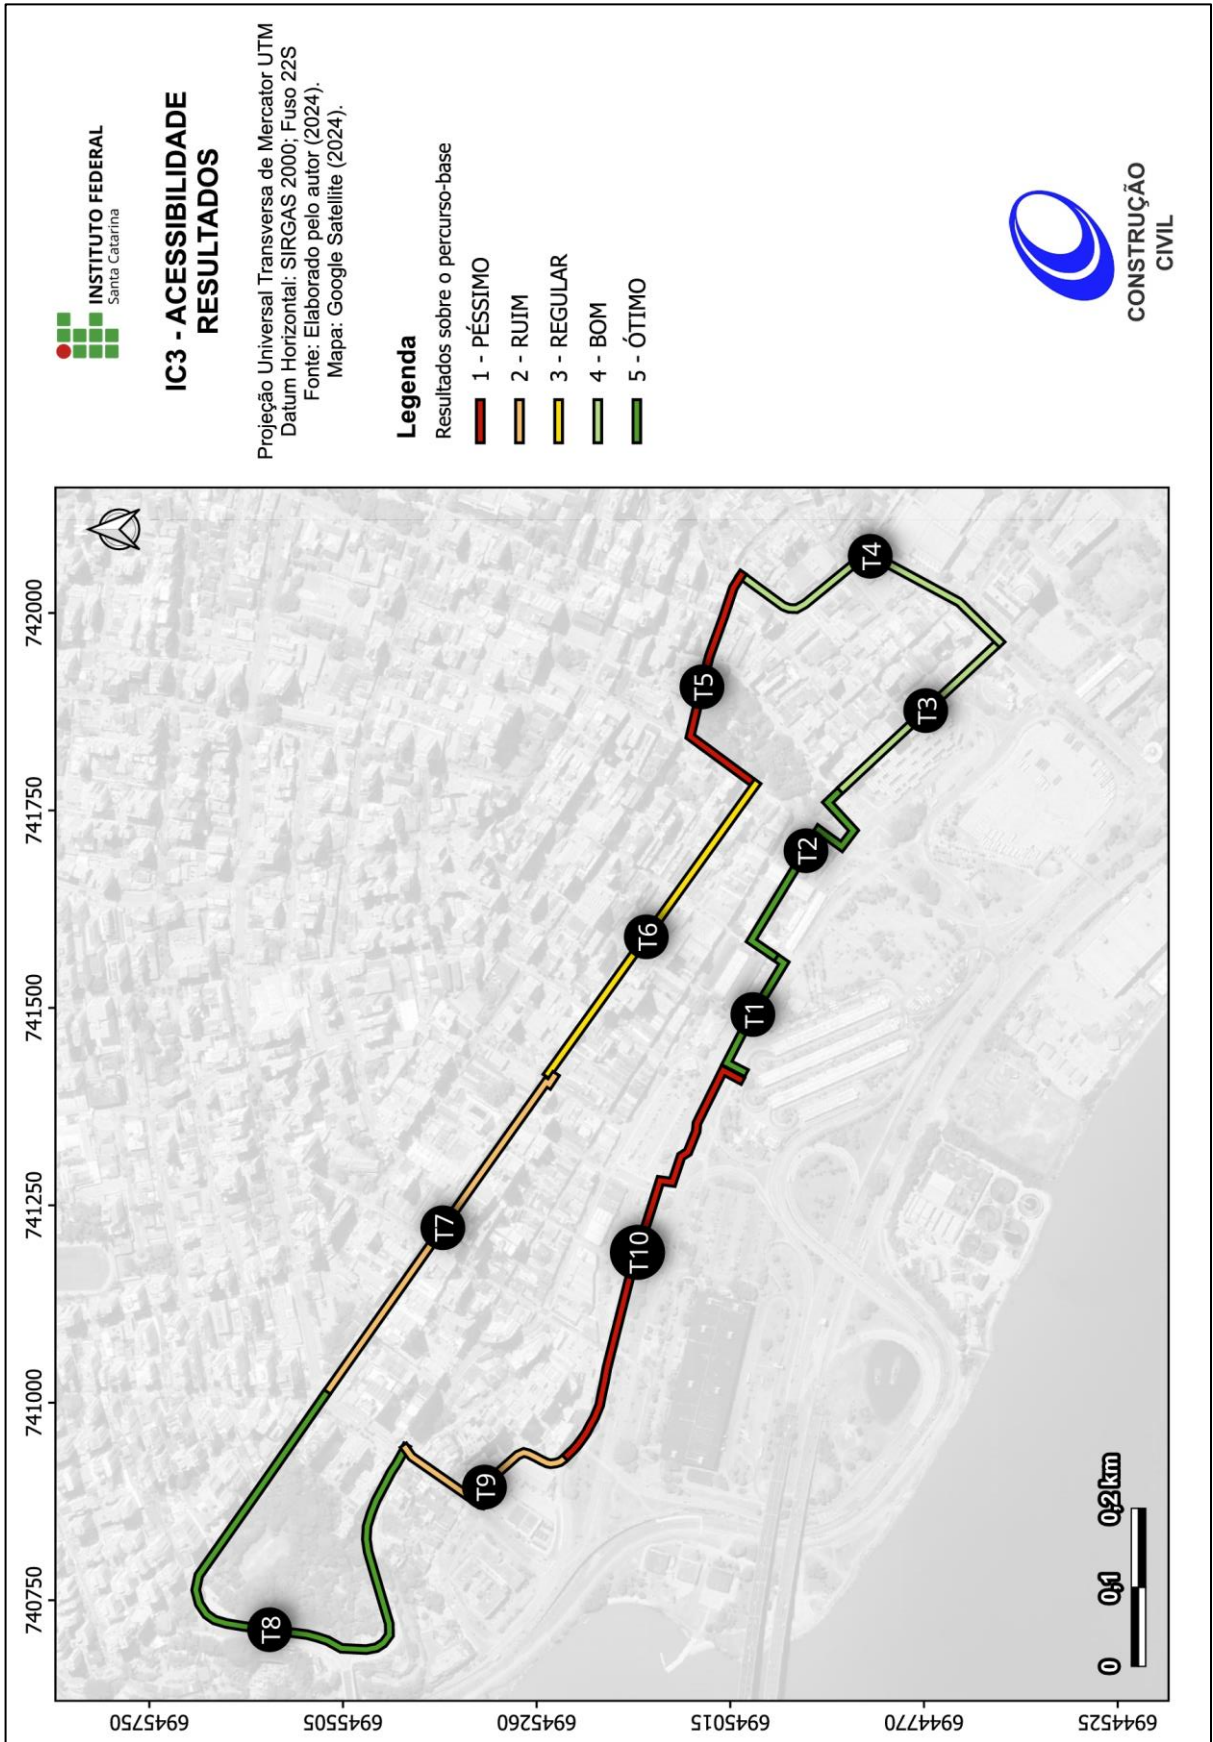 INSTITUTO FEDERAL
Santa Catarina
IC3 - ACESSIBILIDADE
RESULTADOS
Projeção Universal Transversa de Mercator UTM
Datum Horizontal: SIRGAS 2000; Fuso 22S
Fonte: Elaborado pelo autor (2024).
Mapa: Google Satellite (2024).
Legenda
Resultados sobre o percurso-base
1 - PÉSSIMO
2 - RUIM
3 - REGULAR
4 - BOM
5 - ÓTIMO
CONSTRUÇÃO
CIVIL
740750
741000
741250
741500
741750
742000
6945750
6945505
6945260
6945015
6944770
6944525
T1
T2
T3
T4
T5
T6
T7
T8
T9
T10
0 0,1 0,2 km